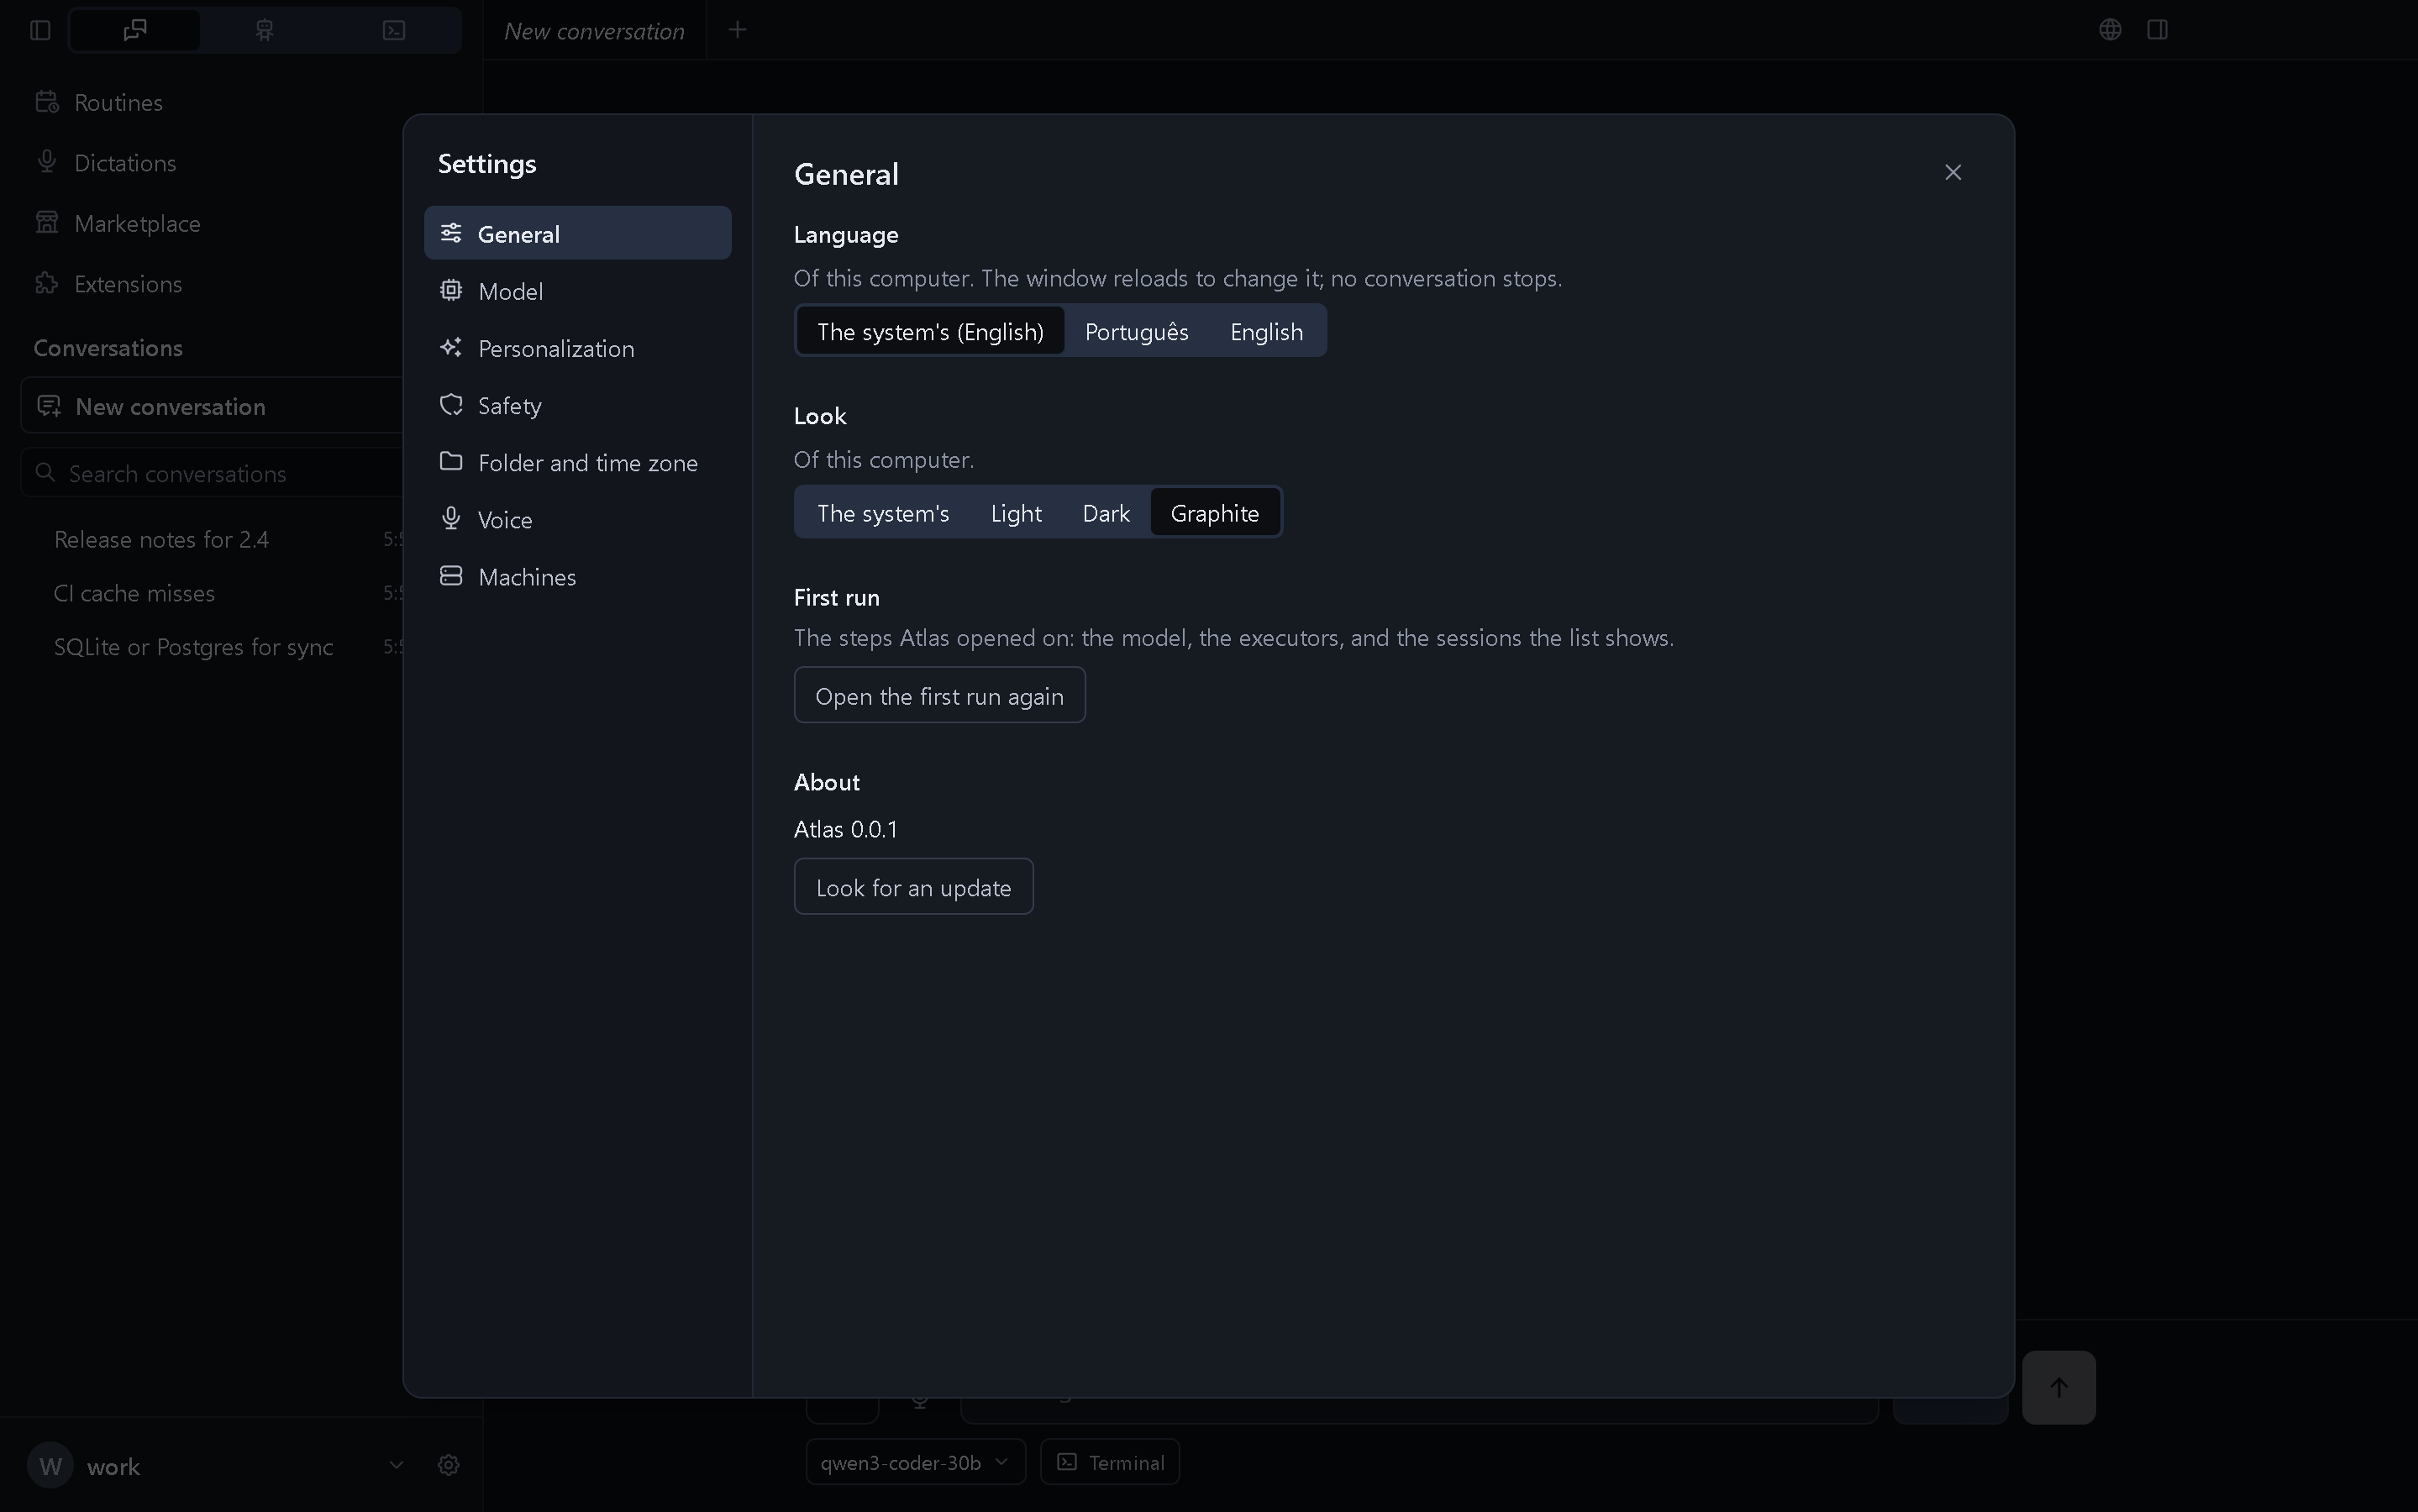 New conversation
Routines
Dictations
Marketplace
Extensions
Conversations
New conversation
Search conversations
Release notes for 2.4
CI cache misses
SQLite or Postgres for sync
W work
Settings
General
Model
Personalization
Safety
Folder and time zone
Voice
Machines
General
Language
Of this computer. The window reloads to change it; no conversation stops.
The system's (English) Português English
Look
Of this computer.
The system's Light Dark Graphite
First run
The steps Atlas opened on: the model, the executors, and the sessions the list shows.
Open the first run again
About
Atlas 0.0.1
Look for an update
qwen3-coder-30b Terminal